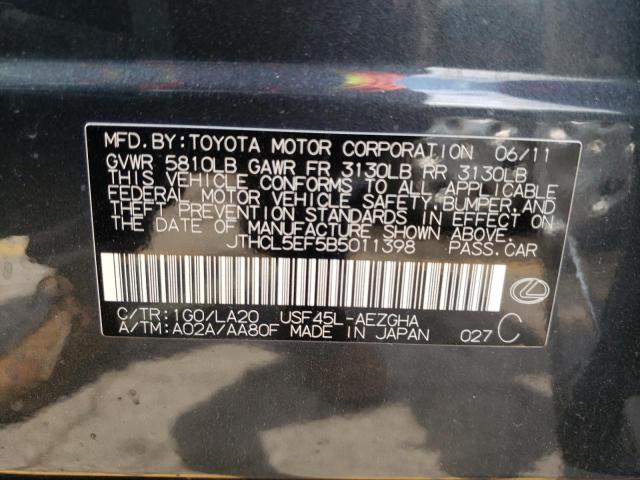 MFD.BY:TOYOTA MOTOR CORPORATION 06/11
GVWR 5810LB GAWR FR 3130LB RR 3130LB
THIS VEHICLE CONFORMS TO ALL APPLICABLE
FEDERAL MOTOR VEHICLE SAFETY,BUMPER,AND
THEFT PREVENTION STANDARDS IN EFFECT ON
THE DATE OF MANUFACTURE SHOWN ABOVE.
JTHCL5EF5B5011398 PASS.CAR
C/TR:1G0/LA20 USF45L-AEZGHA
A/TM:A02A/AA80F MADE IN JAPAN 027 C